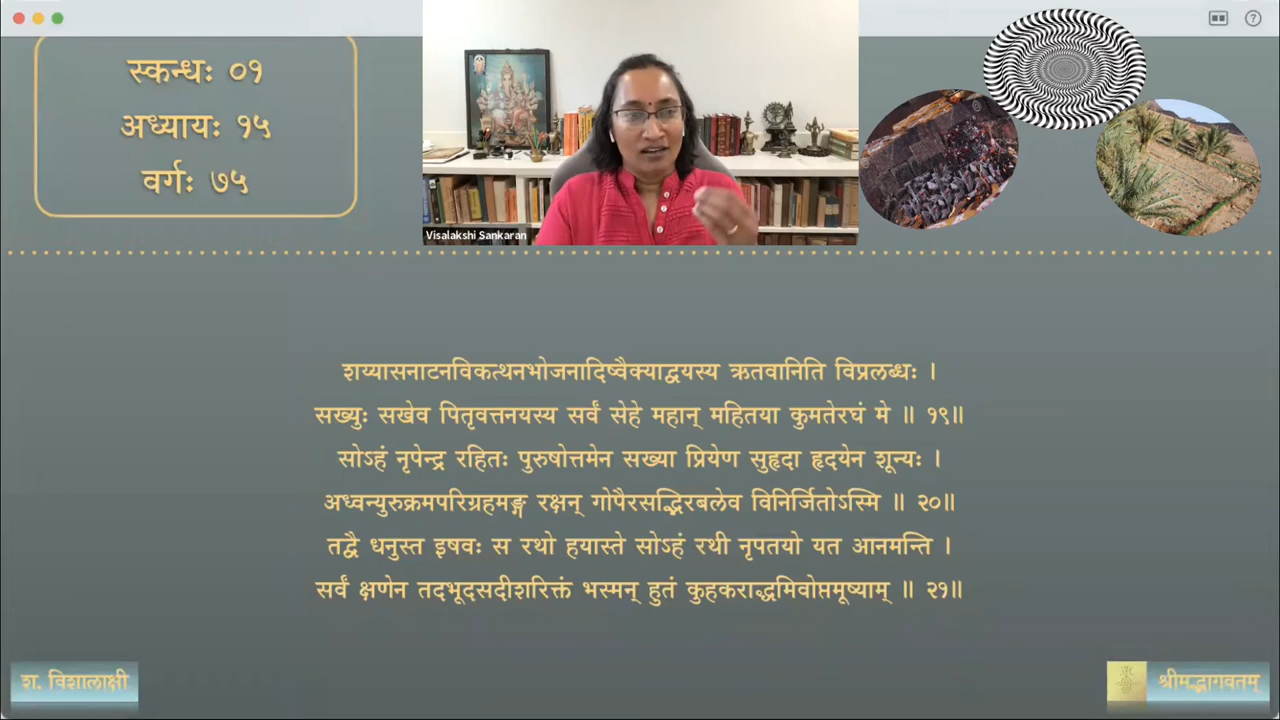 स्कन्धः ०१
अध्यायः १५
वर्गः ७५
Visalakshi Sankaran
शय्यासनाटनविकत्थनभोजनादिष्वैक्याद्वयस्य ऋतवानिति विप्रलब्धः ।
सख्युः सखेव पितृवत्तनयस्य सर्वं सेहे महान् महितया कुमतेरघं मे ॥ १९॥
सोऽहं नृपेन्द्र रहितः पुरुषोत्तमेन सख्या प्रियेण सुहृदा हृदयेन शून्यः ।
अध्वन्युरुक्रमपरिग्रहमङ्ग रक्षन् गोपैरसद्भिरबलेव विनिर्जितोऽस्मि ॥ २०॥
तद्वै धनुस्त इषवः स रथो हयास्ते सोऽहं रथी नृपतयो यत आनमन्ति ।
सर्वं क्षणेन तदभूदसदीशरिक्तं भस्मन् हुतं कुहकराद्धमिवोप्तमूष्याम् ॥ २१॥
श. विशालाक्षी
श्रीमद्भागवतम्